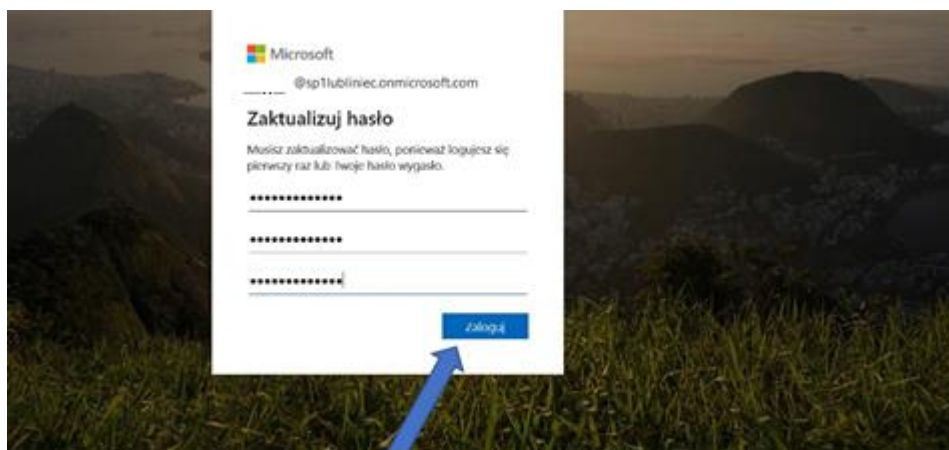 Microsoft
@sp1lubliniec.onmicrosoft.com
Zaktualizuj hasło
Musisz zaktualizować hasło, ponieważ logujesz się
pierwszy raz lub Twoje hasło wygasło.
•••••••••••••
•••••••••••••
•••••••••••••
Zaloguj